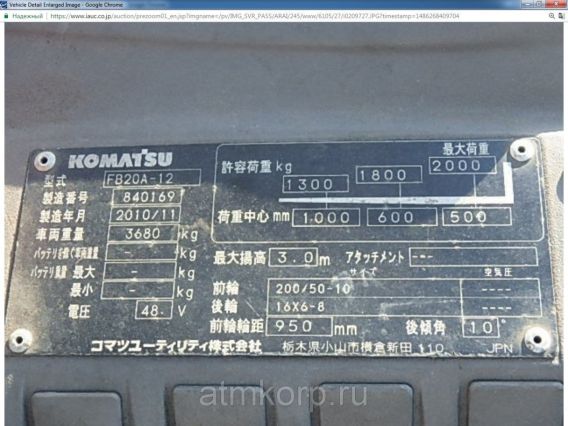 Vehicle Detail Enlarged Image - Google Chrome
Надежный | https://www.iauc.co.jp/auction/prezoom01_en.jsp?imgname=/pv/IMG_SVR_PASS/ARAI/245/www/6105/27/i0209727.JPG?timestamp=1486268409704
KOMATSU
型式 FB20A-12
製造番号 840169
製造年月 2010/11
車両重量 3680 kg
バッテリを除く車両重量 - kg
バッテリ質量 最大 - kg
最小 - kg
電圧 48. V
許容荷重 kg
最大荷重
1300 1800 2000
荷重中心 mm 1000 600 500
最大揚高 3.0 m アタッチメント ---
サイズ 空気圧
前輪 200/50-10
後輪 16X6-8
前輪輪距 950 mm 後傾角 10°
コマツユーティリティ株式会社 栃木県小山市横倉新田 110 JPN
atmkorp.ru